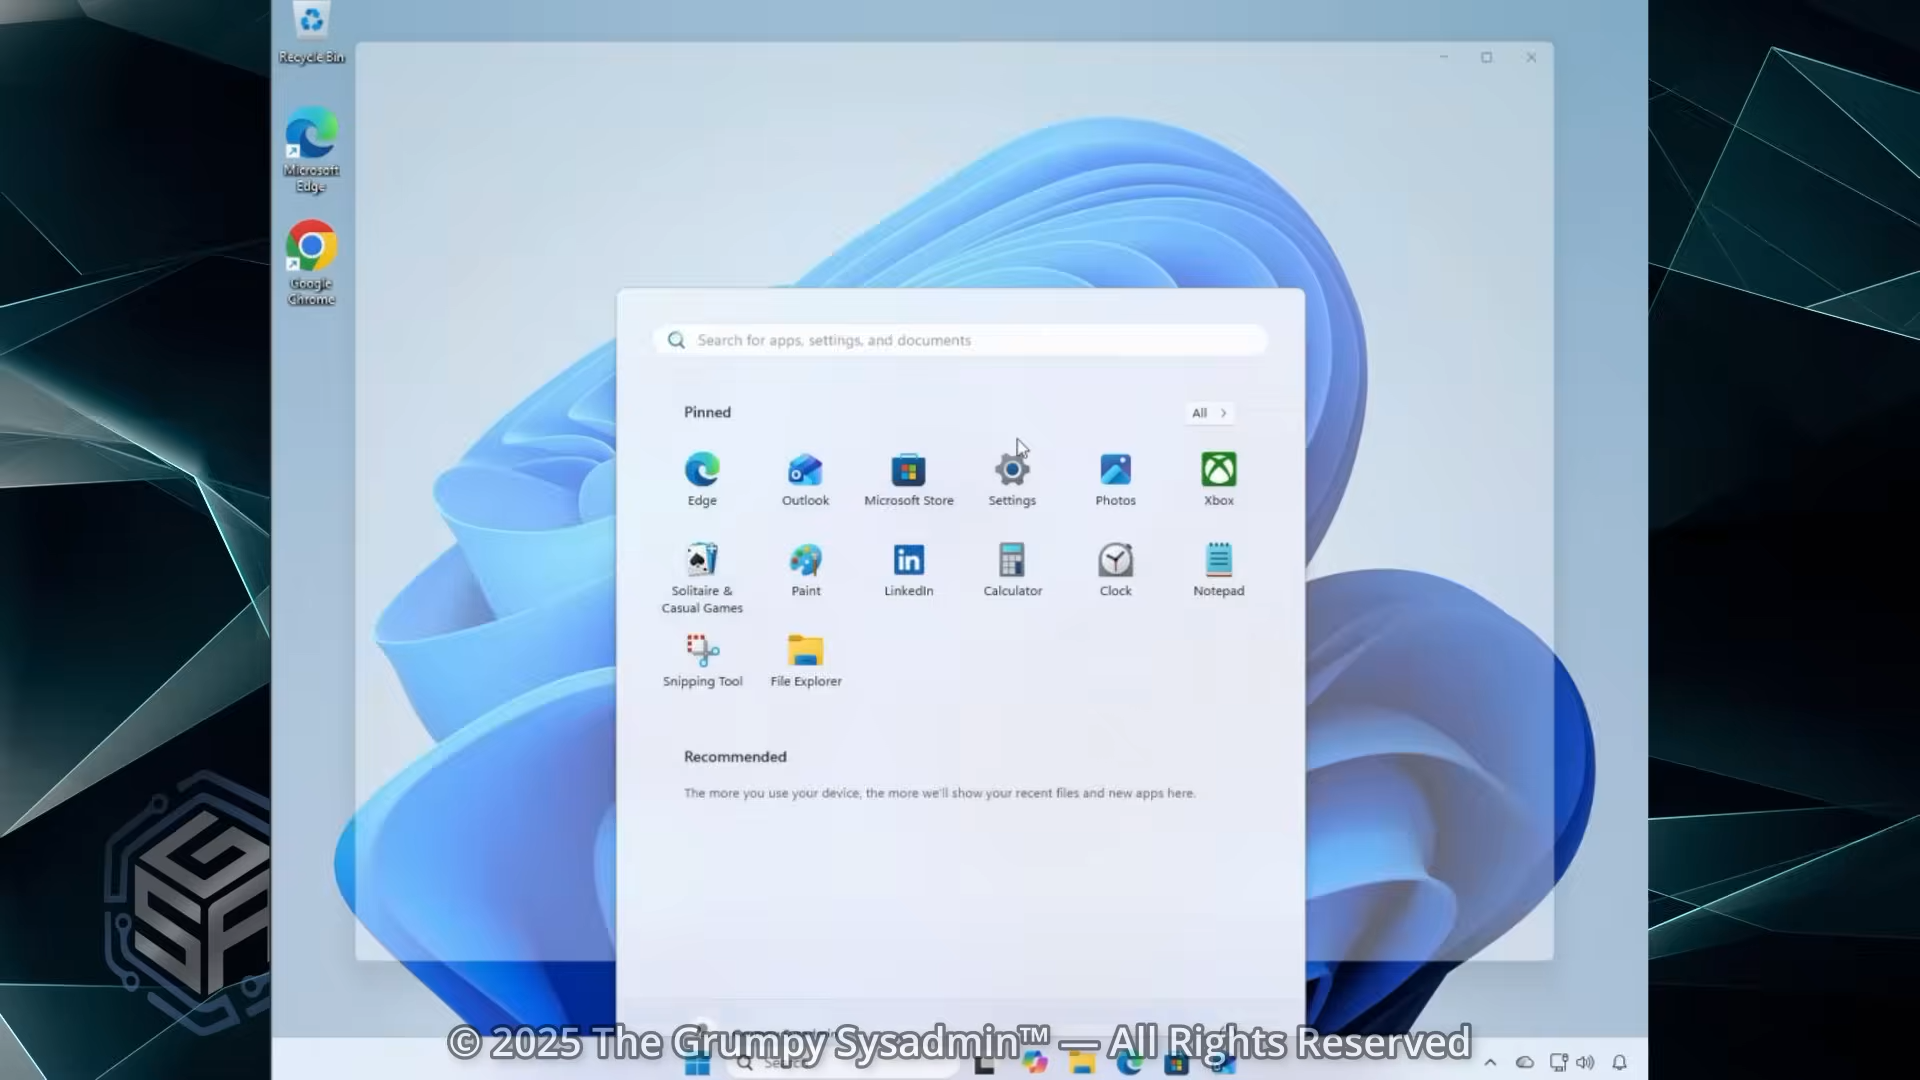 Recycle Bin
Microsoft
Edge
Google
Chrome
Search for apps, settings, and documents
Pinned
All
Edge
Outlook
Microsoft Store
Settings
Photos
Xbox
Solitaire &
Casual Games
Paint
LinkedIn
Calculator
Clock
Notepad
Snipping Tool
File Explorer
Recommended
The more you use your device, the more we'll show your recent files and new apps here.
© 2025 The Grumpy Sysadmin™ — All Rights Reserved
GSA